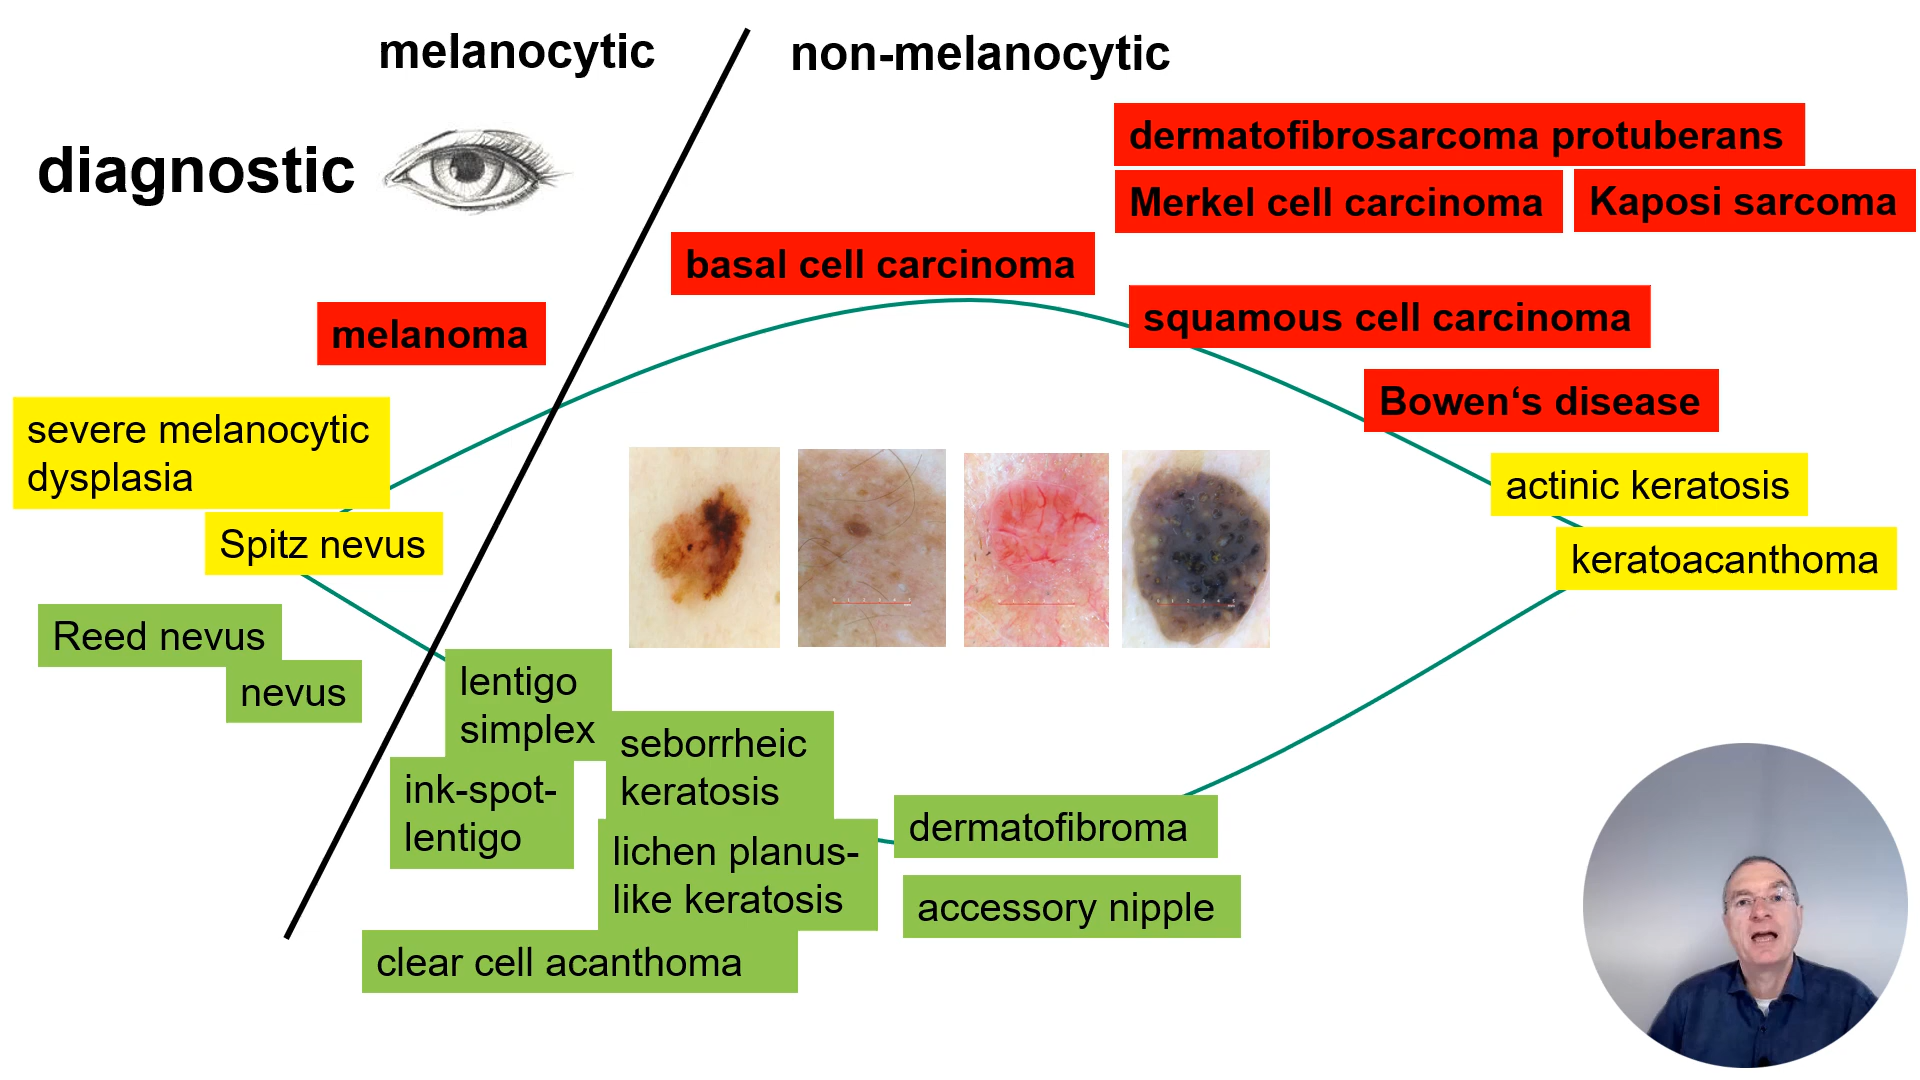 melanocytic
non-melanocytic
diagnostic
dermatofibrosarcoma protuberans
Merkel cell carcinoma
Kaposi sarcoma
basal cell carcinoma
squamous cell carcinoma
melanoma
Bowen‘s disease
severe melanocytic
dysplasia
actinic keratosis
Spitz nevus
keratoacanthoma
Reed nevus
nevus
lentigo
simplex
seborrheic
keratosis
ink-spot-
lentigo
dermatofibroma
lichen planus-
like keratosis
accessory nipple
clear cell acanthoma